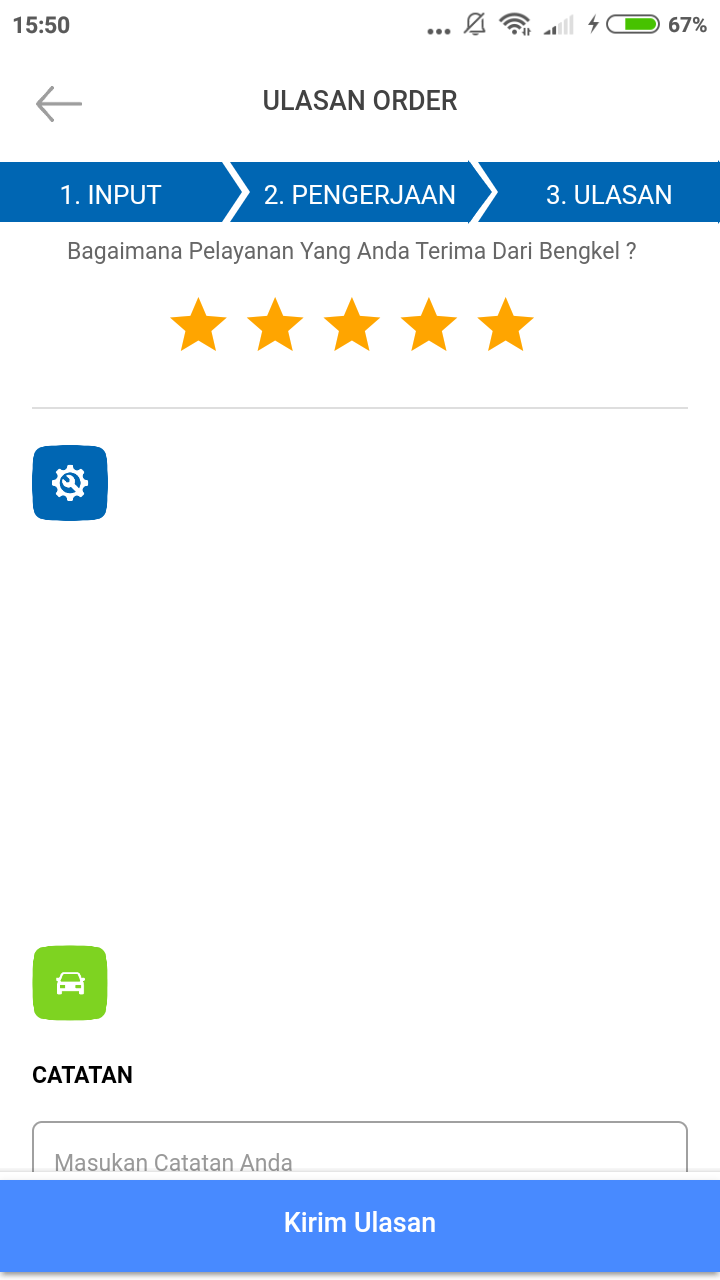 15:50
67%
ULASAN ORDER
1. INPUT
2. PENGERJAAN
3. ULASAN
Bagaimana Pelayanan Yang Anda Terima Dari Bengkel ?
CATATAN
Masukan Catatan Anda
Kirim Ulasan